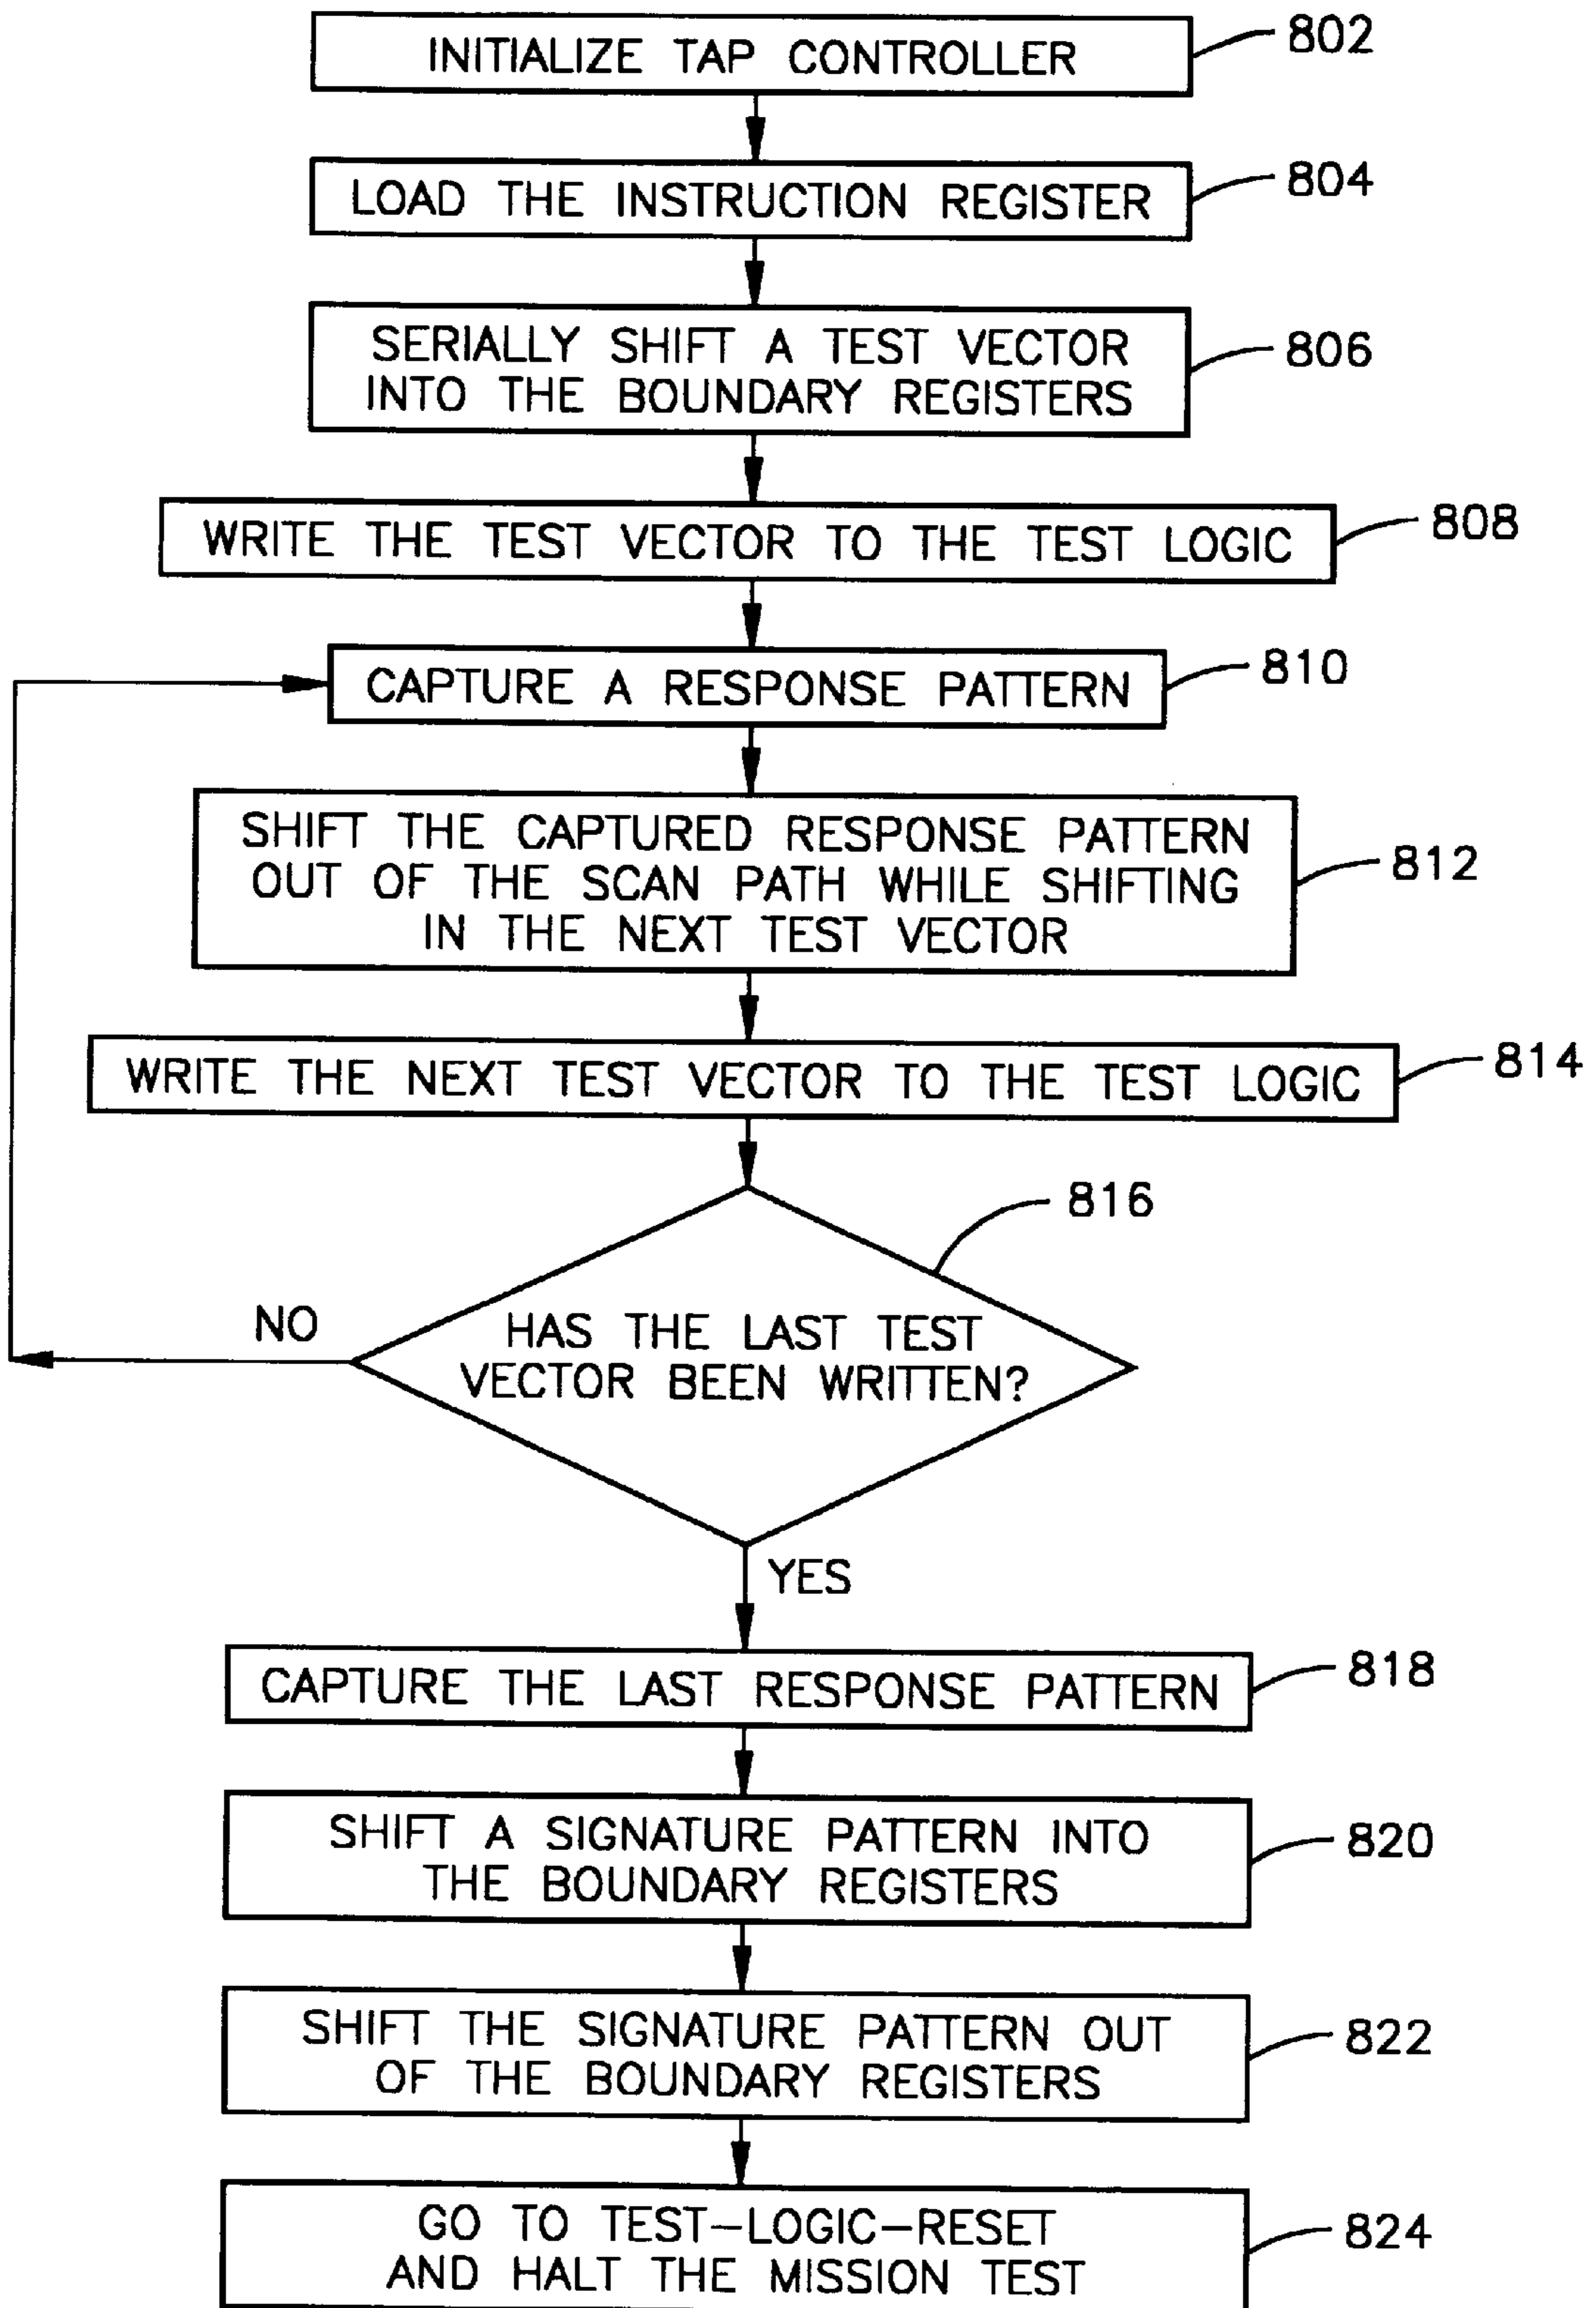 INITIALIZE TAP CONTROLLER
802
LOAD THE INSTRUCTION REGISTER
804
SERIALLY SHIFT A TEST VECTOR
INTO THE BOUNDARY REGISTERS
806
WRITE THE TEST VECTOR TO THE TEST LOGIC
808
CAPTURE A RESPONSE PATTERN
810
SHIFT THE CAPTURED RESPONSE PATTERN
OUT OF THE SCAN PATH WHILE SHIFTING
IN THE NEXT TEST VECTOR
812
WRITE THE NEXT TEST VECTOR TO THE TEST LOGIC
814
816
NO
HAS THE LAST TEST
VECTOR BEEN WRITTEN?
YES
CAPTURE THE LAST RESPONSE PATTERN
818
SHIFT A SIGNATURE PATTERN INTO
THE BOUNDARY REGISTERS
820
SHIFT THE SIGNATURE PATTERN OUT
OF THE BOUNDARY REGISTERS
822
GO TO TEST-LOGIC-RESET
AND HALT THE MISSION TEST
824